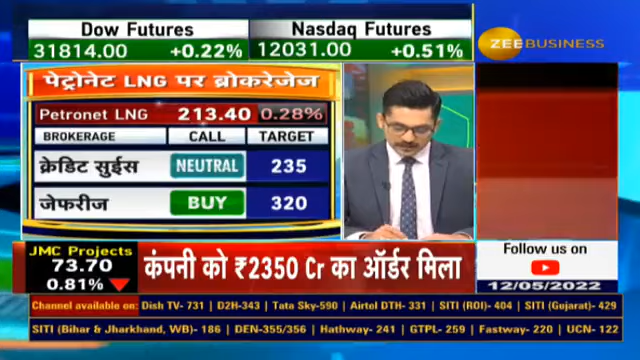 Dow Futures
31814.00 +0.22%
Nasdaq Futures
12031.00 +0.51%
ZEE BUSINESS
पेट्रोनेट LNG पर ब्रोकरेजेज
Petronet LNG 213.40 0.28%
BROKERAGE CALL TARGET
क्रेडिट सुईस NEUTRAL 235
जेफरीज BUY 320
JMC Projects
73.70
0.81%
कंपनी को ₹2350 Cr का ऑर्डर मिला
Follow us on
12/05/2022
Channel available on: Dish TV- 731 | D2H-343 | Tata Sky-590 | Airtel DTH- 331 | SITI (ROI)- 404 | SITI (Gujarat)- 429
SITI (Bihar & Jharkhand, WB)- 186 | DEN-355/356 | Hathway- 241 | GTPL- 259 | Fastway- 220 | UCN- 122